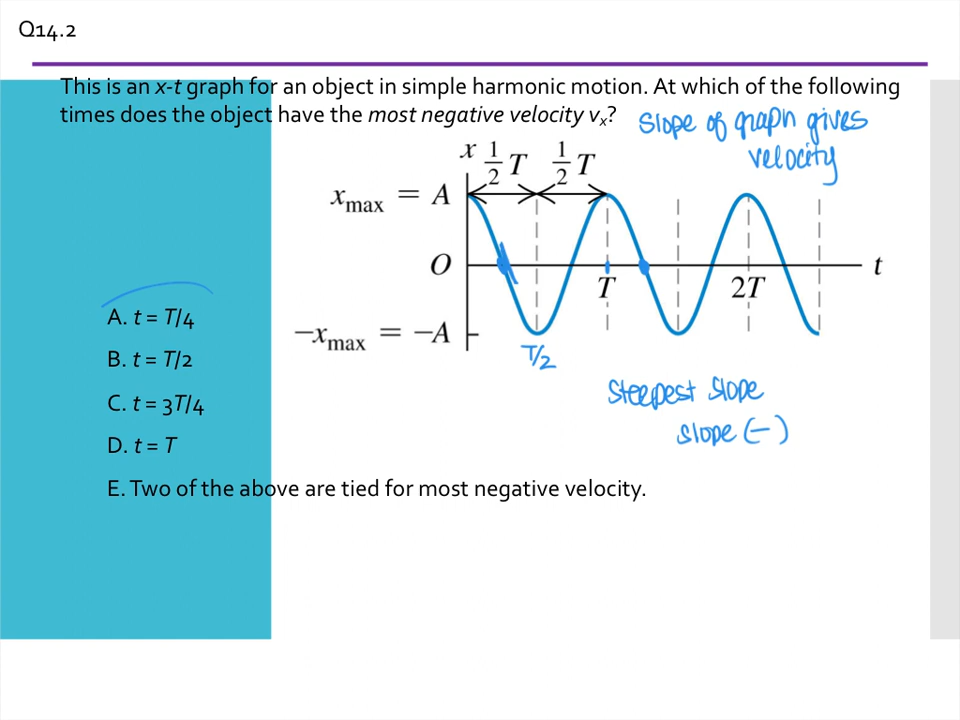 Q14.2
This is an x-t graph for an object in simple harmonic motion. At which of the following
times does the object have the most negative velocity vₓ?
slope of graph gives
velocity
x 1/2 T 1/2 T
xmax = A
O
t
T
2T
−xmax = −A
T/2
A. t = T/4
B. t = T/2
C. t = 3T/4
D. t = T
E. Two of the above are tied for most negative velocity.
Steepest slope
slope (−)